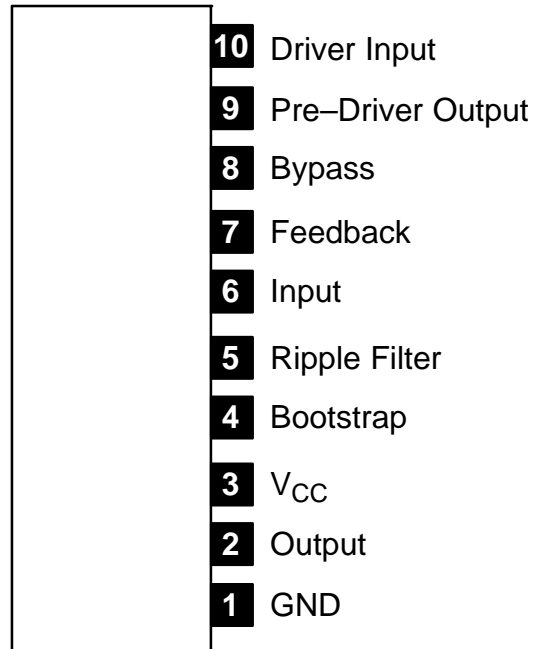 10 Driver Input
9 Pre–Driver Output
8 Bypass
7 Feedback
6 Input
5 Ripple Filter
4 Bootstrap
3 VCC
2 Output
1 GND